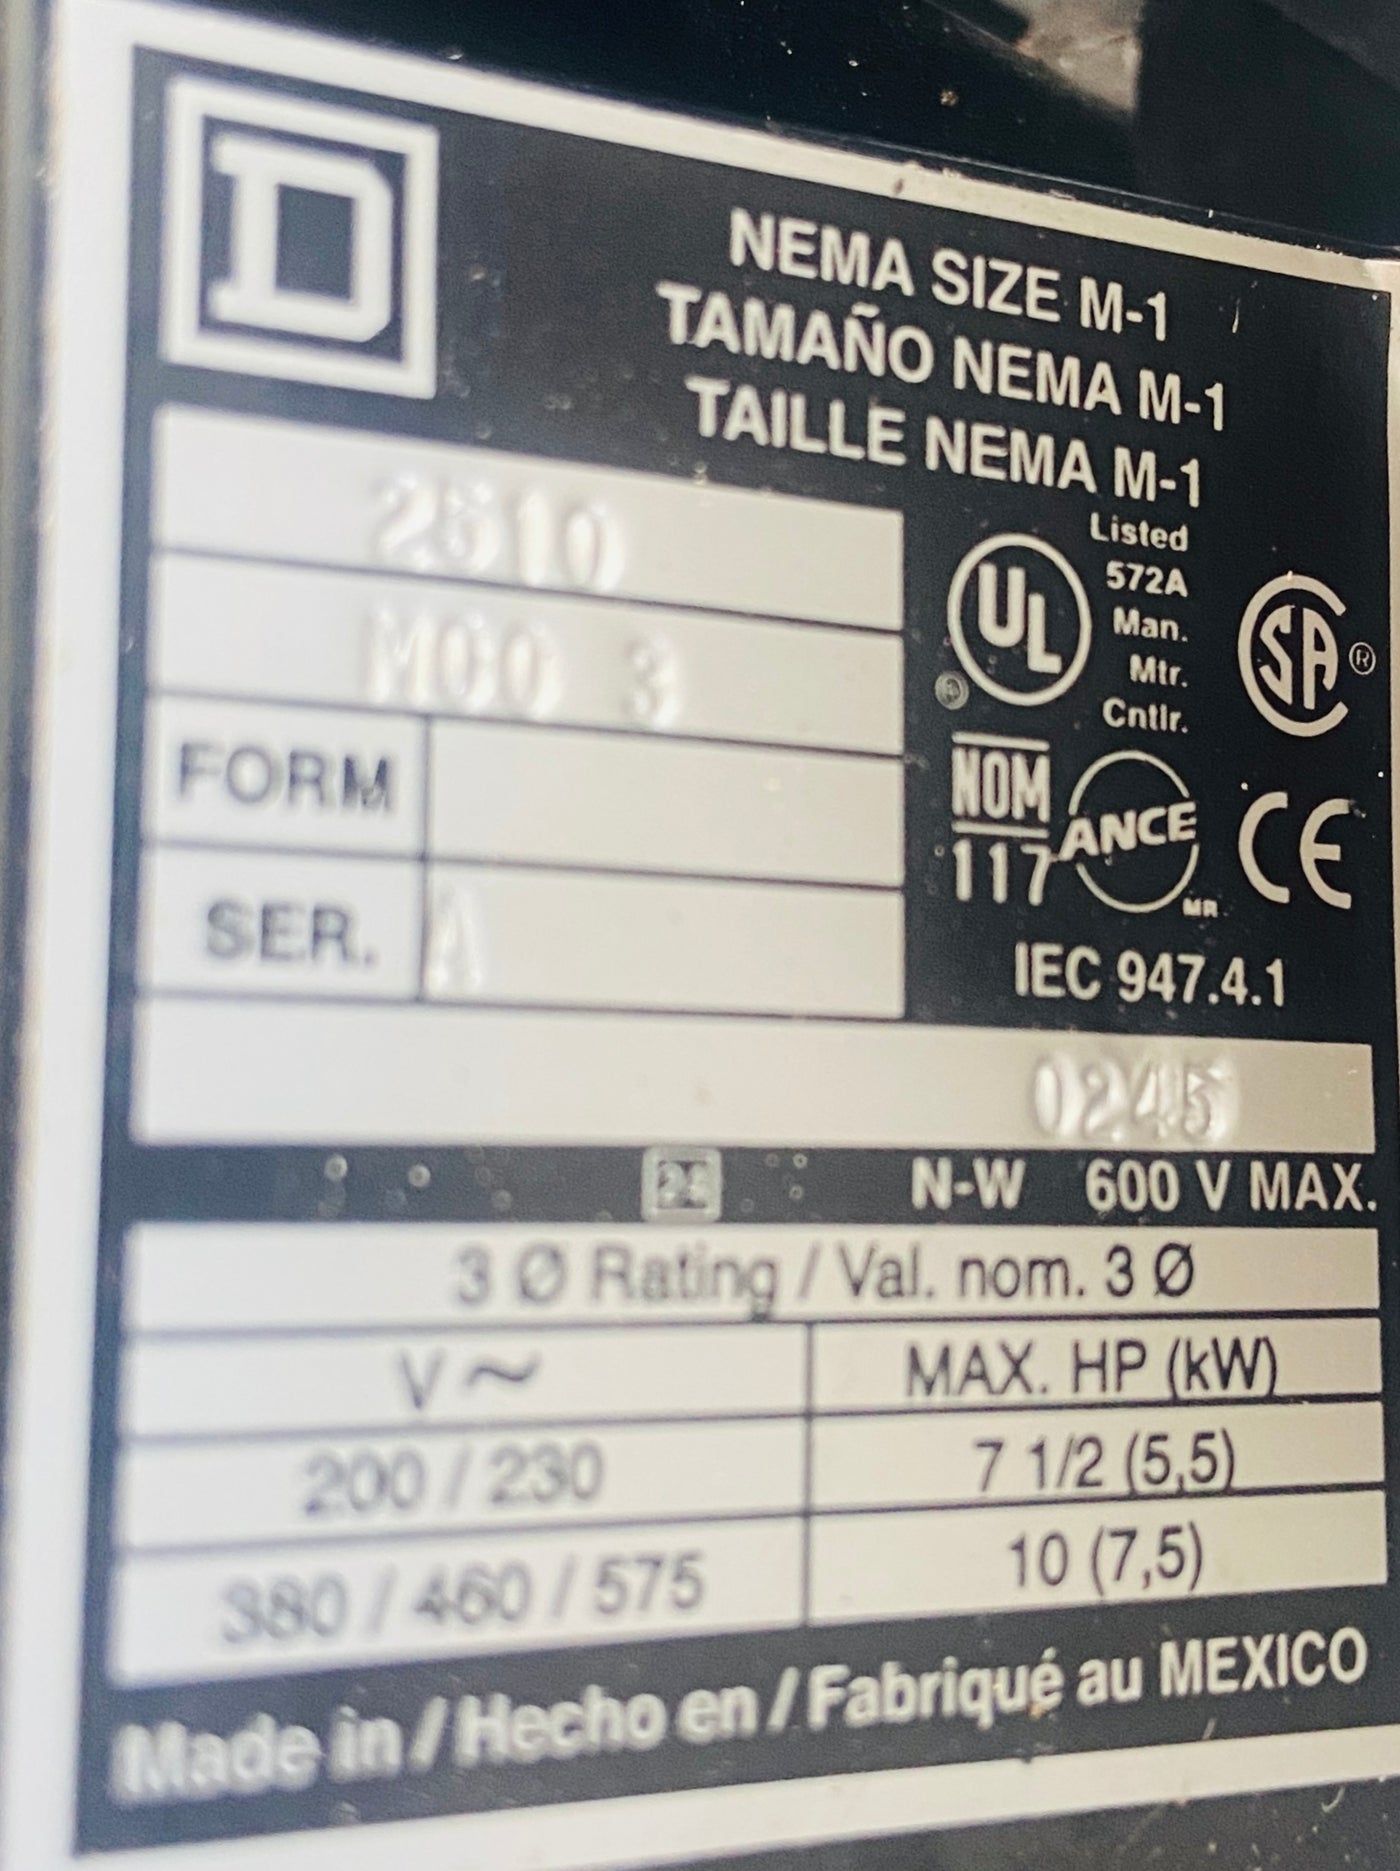 D
NEMA SIZE M-1
TAMAÑO NEMA M-1
TAILLE NEMA M-1
2510
MCO 3
FORM
SER. A
UL ®
Listed
572A
Man.
Mtr.
Cntlr.
SA ®
NOM
117
ANCE MR
CE
IEC 947.4.1
0245
N-W 600 V MAX.
3 Ø Rating / Val. nom. 3 Ø
V ~ MAX. HP (kW)
200 / 230 7 1/2 (5,5)
380 / 460 / 575 10 (7,5)
Made in / Hecho en / Fabriqué au MEXICO